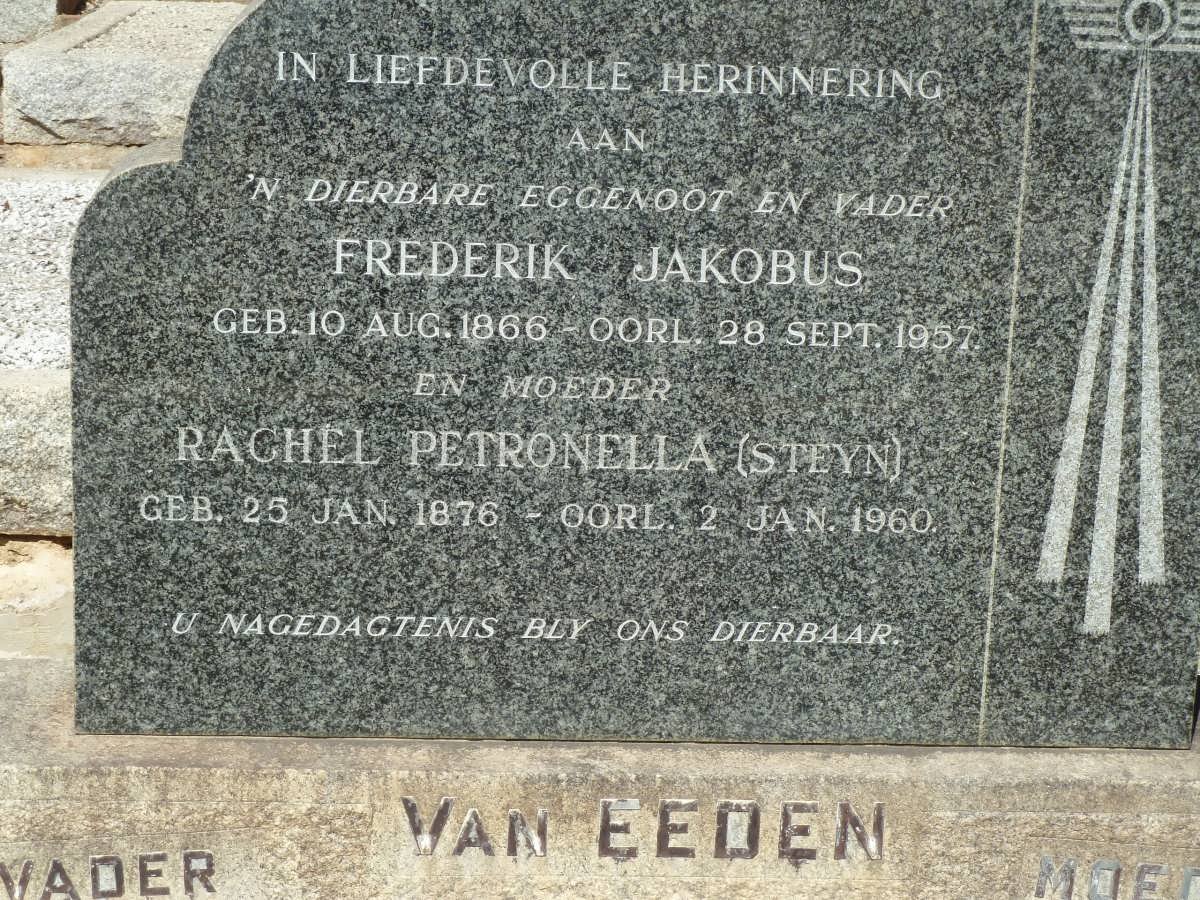 IN LIEFDEVOLLE HERINNERING
AAN
'N DIERBARE EGGENOOT EN VADER
FREDERIK JAKOBUS
GEB. 10 AUG. 1866 - OORL. 28 SEPT. 1957.
EN MOEDER
RACHEL PETRONELLA (STEYN)
GEB. 25 JAN. 1876 - OORL. 2 JAN. 1960.
U NAGEDAGTENIS BLY ONS DIERBAAR.
VAN EEDEN
VADER
MOED